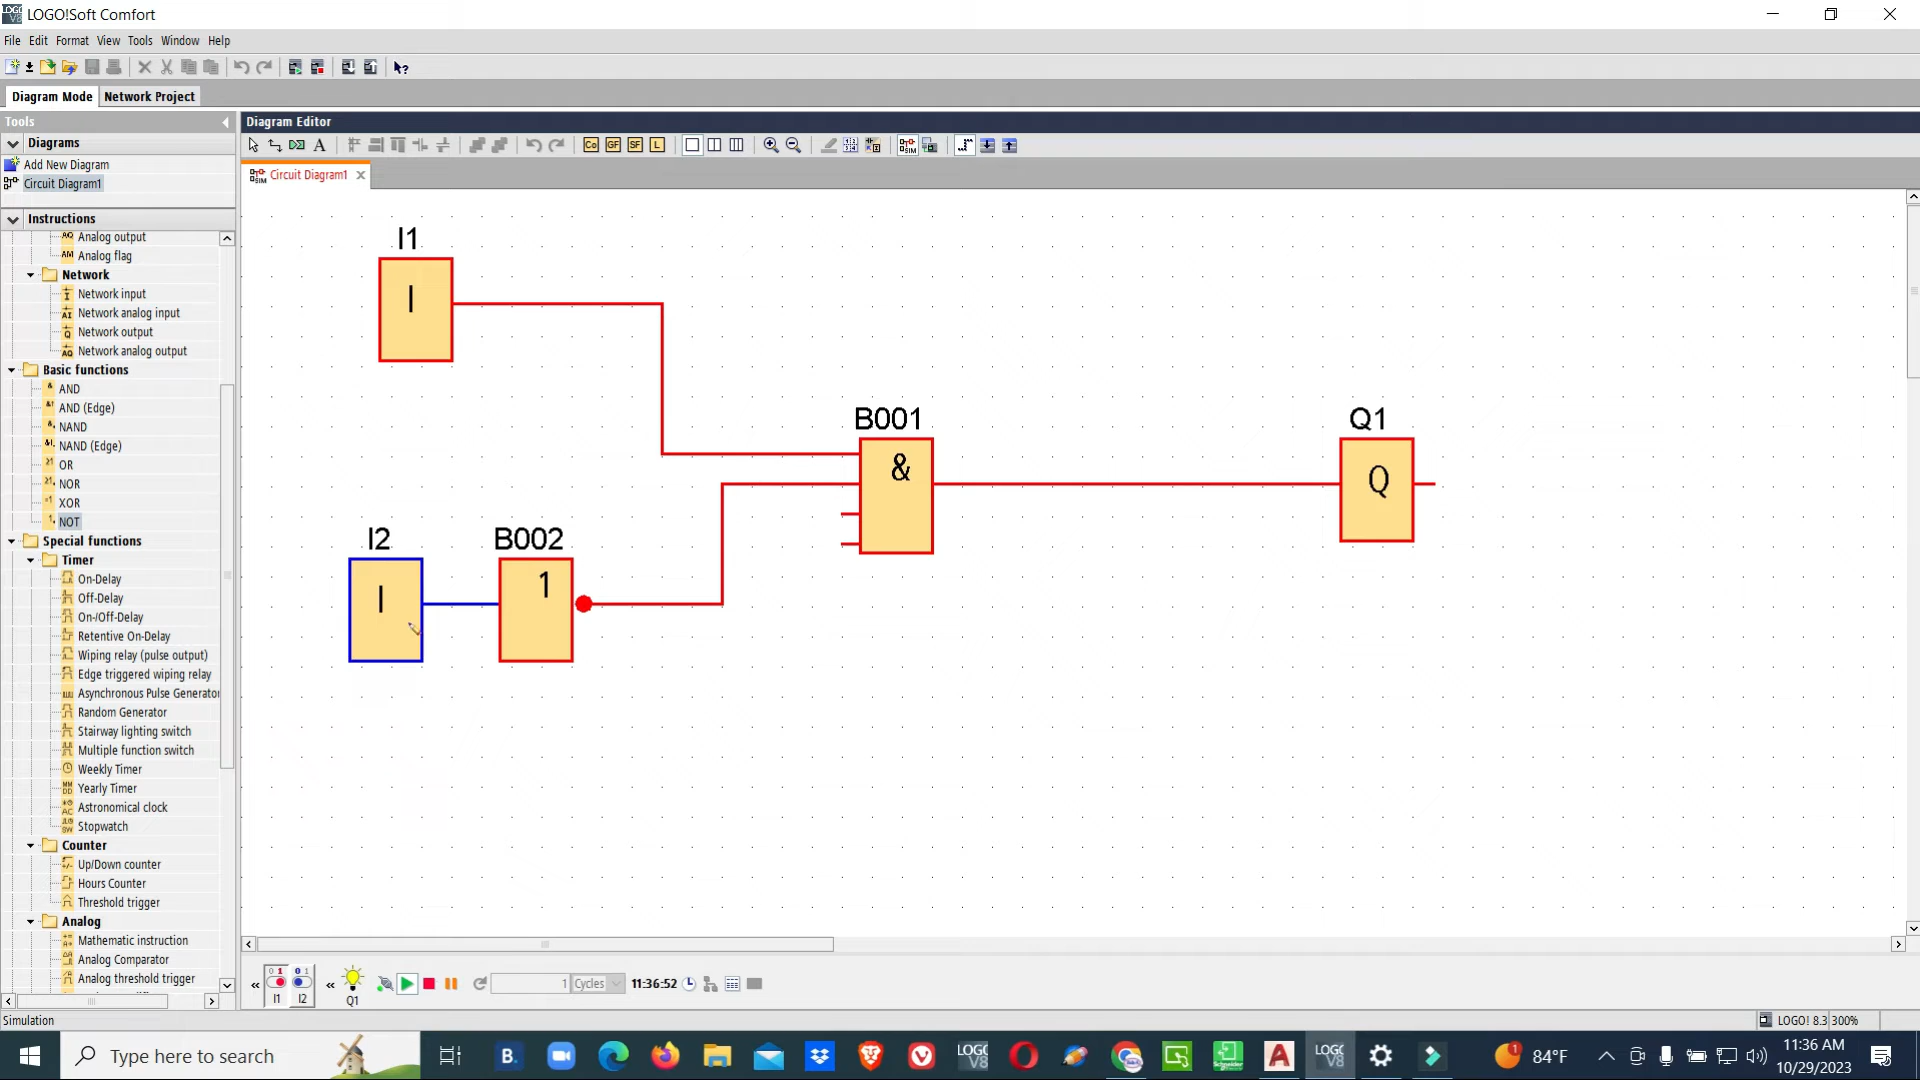 LOGO!Soft Comfort
File Edit Format View Tools Window Help
Diagram Mode Network Project
Tools
Diagrams
Add New Diagram
Circuit Diagram1
Instructions
Analog output
Analog flag
Network
Network input
Network analog input
Network output
Network analog output
Basic functions
AND
AND (Edge)
NAND
NAND (Edge)
OR
NOR
XOR
NOT
Special functions
Timer
On-Delay
Off-Delay
On-/Off-Delay
Retentive On-Delay
Wiping relay (pulse output)
Edge triggered wiping relay
Asynchronous Pulse Generator
Random Generator
Stairway lighting switch
Multiple function switch
Weekly Timer
Yearly Timer
Astronomical clock
Stopwatch
Counter
Up/Down counter
Hours Counter
Threshold trigger
Analog
Mathematic instruction
Analog Comparator
Analog threshold trigger
Diagram Editor
A Co GF SF L
Circuit Diagram1
I1
I
B001
&
Q1
Q
I2
I
B002
1
0 1 0 1
I1 I2 Q1
1 Cycles 11:36:52
Simulation
LOGO! 8.3 300%
Type here to search
84°F
11:36 AM
10/29/2023